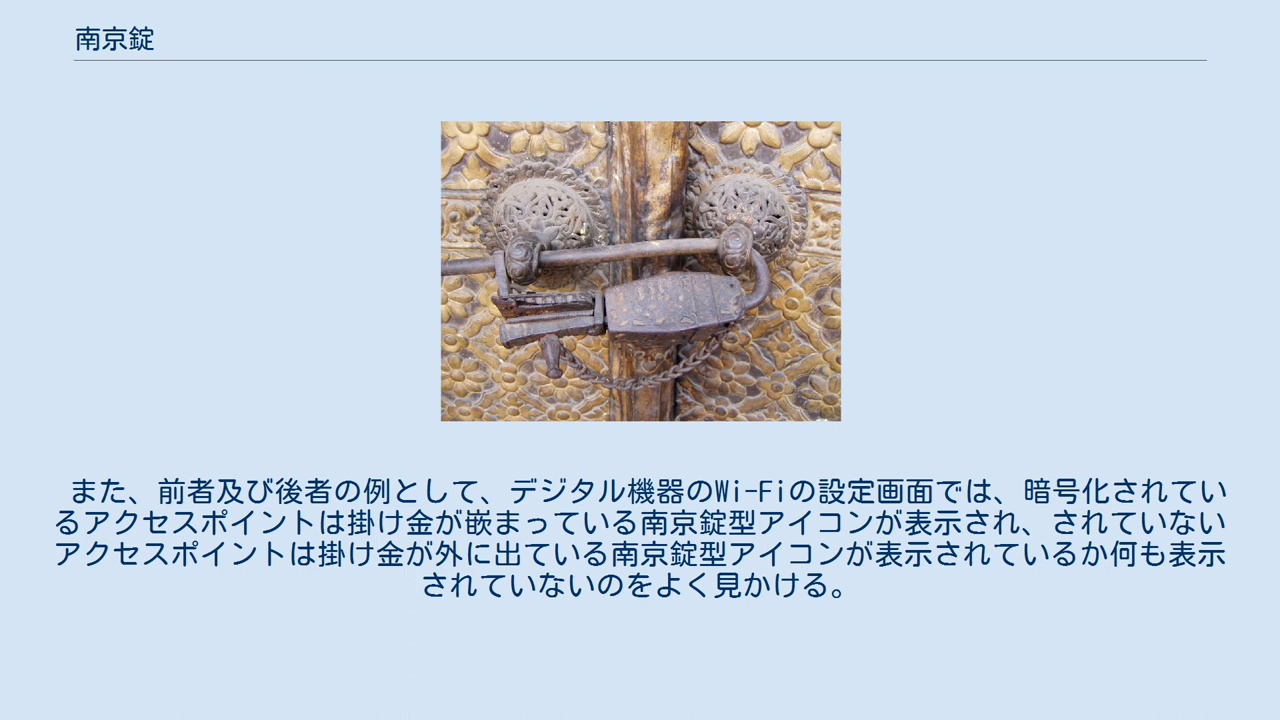 南京錠
また、前者及び後者の例として、デジタル機器のWi-Fiの設定画面では、暗号化されてい
るアクセスポイントは掛け金が嵌まっている南京錠型アイコンが表示され、されていない
アクセスポイントは掛け金が外に出ている南京錠型アイコンが表示されているか何も表示
されていないのをよく見かける。